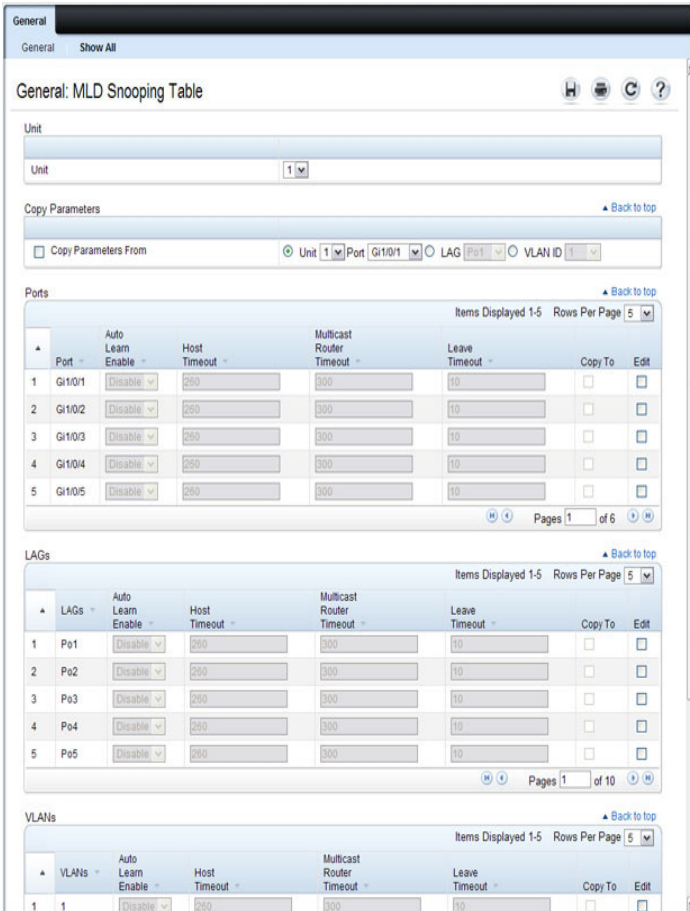 General
General Show All
General: MLD Snooping Table
Unit
Unit 1
Copy Parameters Back to top
Copy Parameters From Unit 1 Port Gi1/0/1 LAG Po1 VLAN ID 1
Ports Back to top
Items Displayed 1-5 Rows Per Page 5
Port Auto Learn Enable Host Timeout Multicast Router Timeout Leave Timeout Copy To Edit
1 Gi1/0/1 Disable 260 300 10
2 Gi1/0/2 Disable 260 300 10
3 Gi1/0/3 Disable 260 300 10
4 Gi1/0/4 Disable 260 300 10
5 Gi1/0/5 Disable 260 300 10
Pages 1 of 6
LAGs Back to top
Items Displayed 1-5 Rows Per Page 5
LAGs Auto Learn Enable Host Timeout Multicast Router Timeout Leave Timeout Copy To Edit
1 Po1 Disable 260 300 10
2 Po2 Disable 260 300 10
3 Po3 Disable 260 300 10
4 Po4 Disable 260 300 10
5 Po5 Disable 260 300 10
Pages 1 of 10
VLANs Back to top
Items Displayed 1-5 Rows Per Page 5
VLANs Auto Learn Enable Host Timeout Multicast Router Timeout Leave Timeout Copy To Edit
1 1 Disable 260 300 10